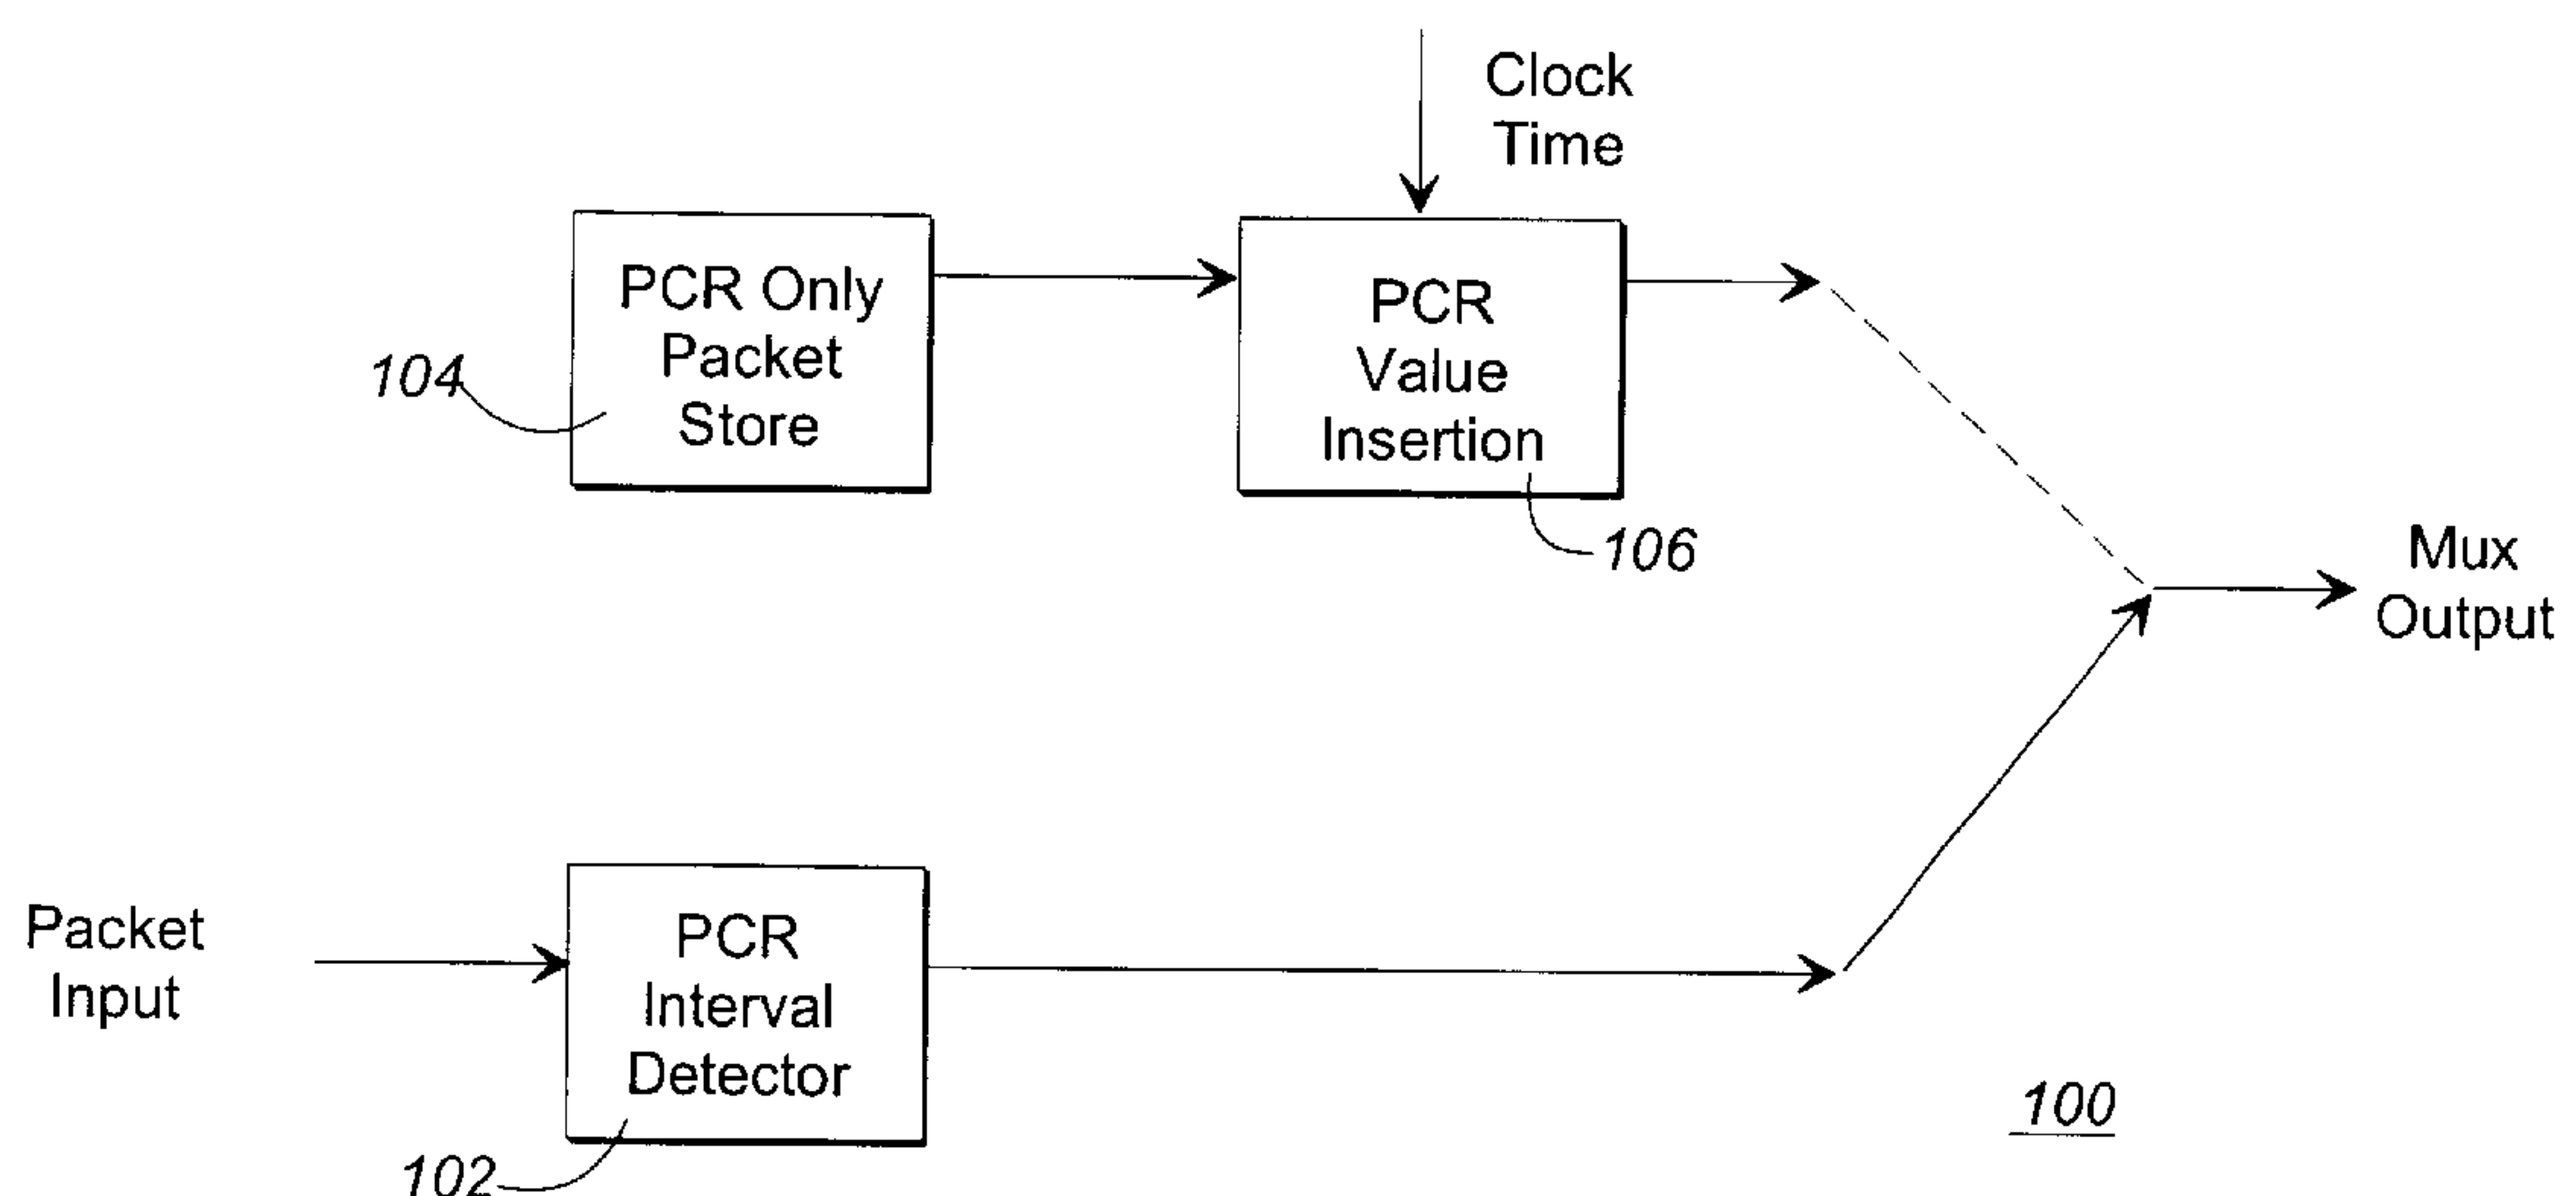 Clock
Time
PCR Only
Packet
Store
104
PCR
Value
Insertion
106
Mux
Output
Packet
Input
PCR
Interval
Detector
102
100